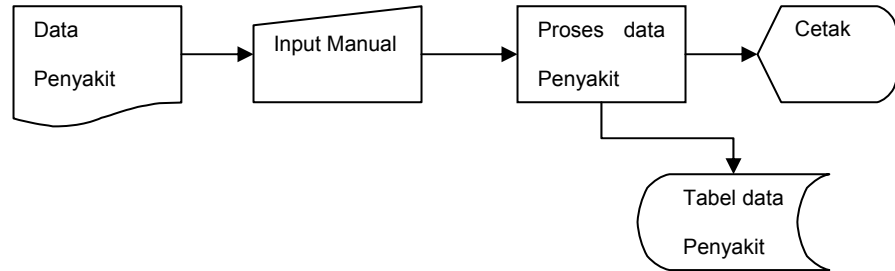 Data
Penyakit
Input Manual
Proses data
Penyakit
Cetak
Tabel data
Penyakit